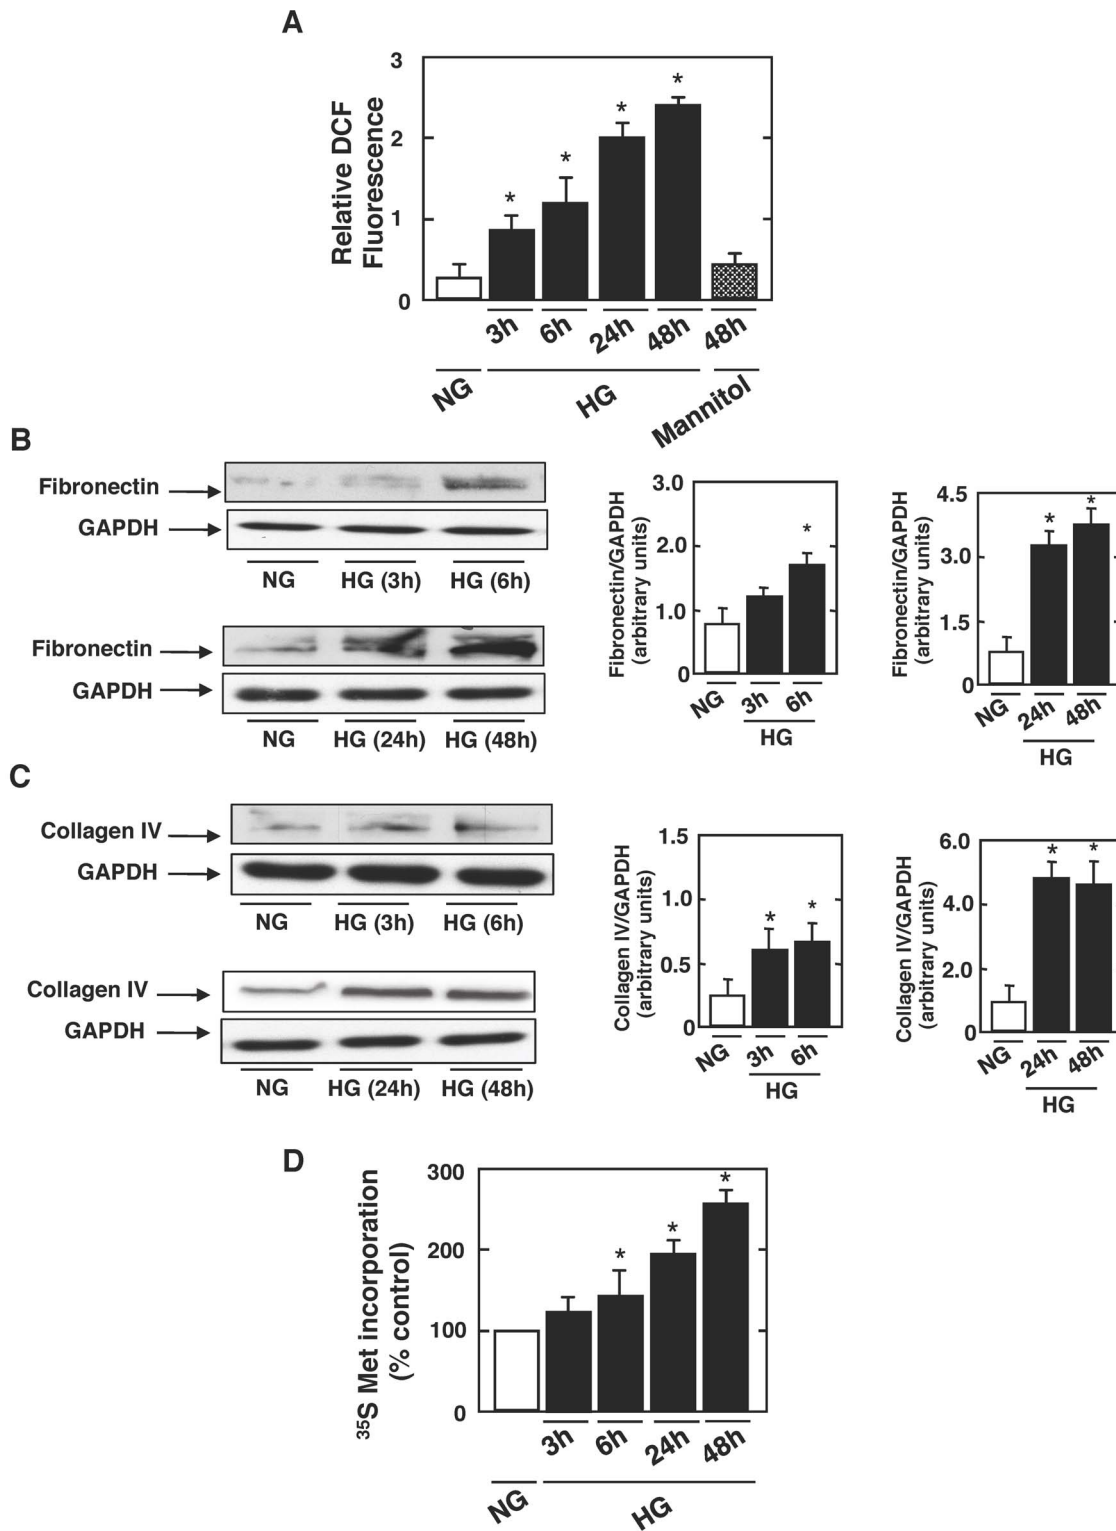 A
Relative DCF
Fluorescence
3
2
1
0
*
*
*
*
3h 6h 24h 48h 48h
NG HG Mannitol
B
Fibronectin
GAPDH
NG HG (3h) HG (6h)
Fibronectin
GAPDH
NG HG (24h) HG (48h)
Fibronectin/GAPDH
(arbitrary units)
3.0
2.0
1.0
0
*
NG 3h 6h
HG
Fibronectin/GAPDH
(arbitrary units)
4.5
3.0
1.5
0
* *
NG 24h 48h
HG
C
Collagen IV
GAPDH
NG HG (3h) HG (6h)
Collagen IV
GAPDH
NG HG (24h) HG (48h)
Collagen IV/GAPDH
(arbitrary units)
1.5
1.0
0.5
0
* *
NG 3h 6h
HG
Collagen IV/GAPDH
(arbitrary units)
6.0
4.0
2.0
0
* *
NG 24h 48h
HG
D
35S Met incorporation
(% control)
300
200
100
0
*
*
*
3h 6h 24h 48h
NG HG